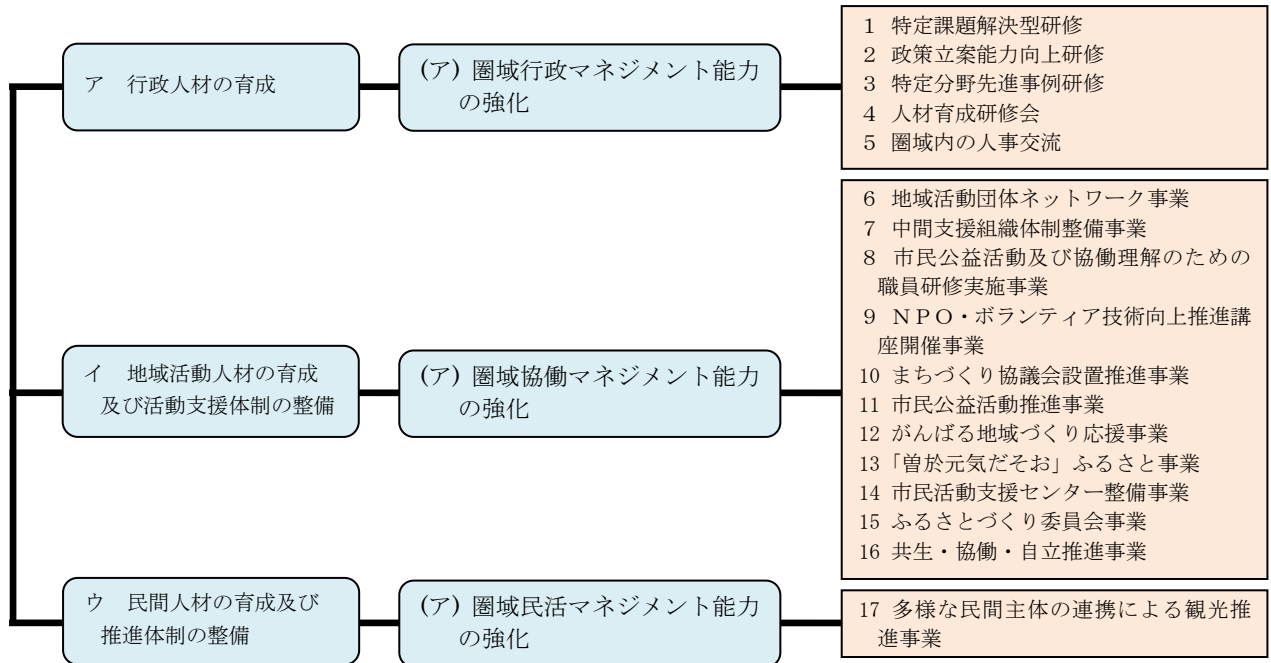 ア 行政人材の育成
(ア) 圏域行政マネジメント能力
の強化
1 特定課題解決型研修
2 政策立案能力向上研修
3 特定分野先進事例研修
4 人材育成研修会
5 圏域内の人事交流
イ 地域活動人材の育成
及び活動支援体制の整備
(ア) 圏域協働マネジメント能力
の強化
6 地域活動団体ネットワーク事業
7 中間支援組織体制整備事業
8 市民公益活動及び協働理解のための
職員研修実施事業
9 NPO・ボランティア技術向上推進講
座開催事業
10 まちづくり協議会設置推進事業
11 市民公益活動推進事業
12 がんばる地域づくり応援事業
13「曽於元気だそお」ふるさと事業
14 市民活動支援センター整備事業
15 ふるさとづくり委員会事業
16 共生・協働・自立推進事業
ウ 民間人材の育成及び
推進体制の整備
(ア) 圏域民活マネジメント能力
の強化
17 多様な民間主体の連携による観光推
進事業